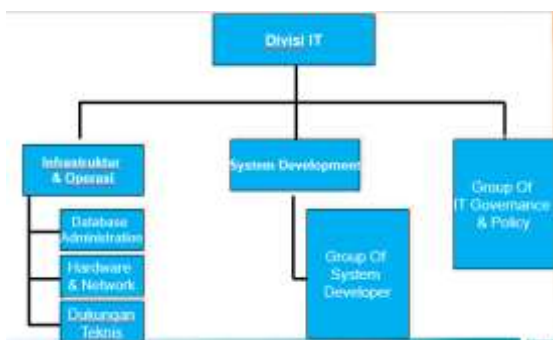 Divisi IT
Infrastruktur
& Operasi
System Development
Group Of
IT Governance
& Policy
Database
Administration
Hardware
& Network
Dukungan
Teknis
Group Of
System
Developer